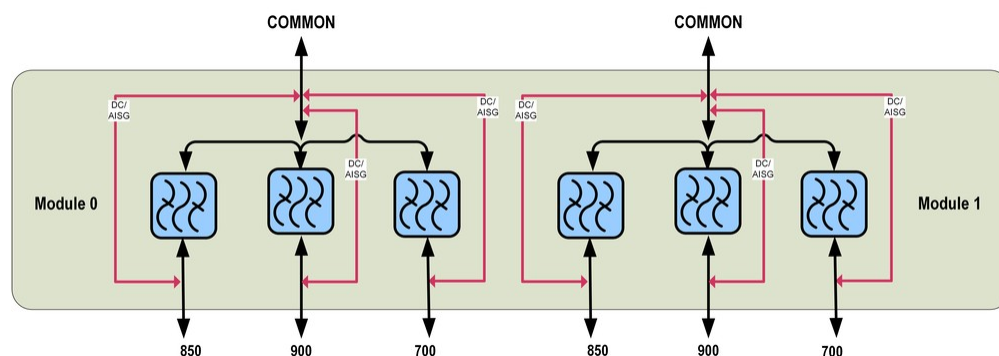 COMMON
COMMON
DC/
AISG
DC/
AISG
DC/
AISG
DC/
AISG
DC/
AISG
DC/
AISG
Module 0
Module 1
850
900
700
850
900
700